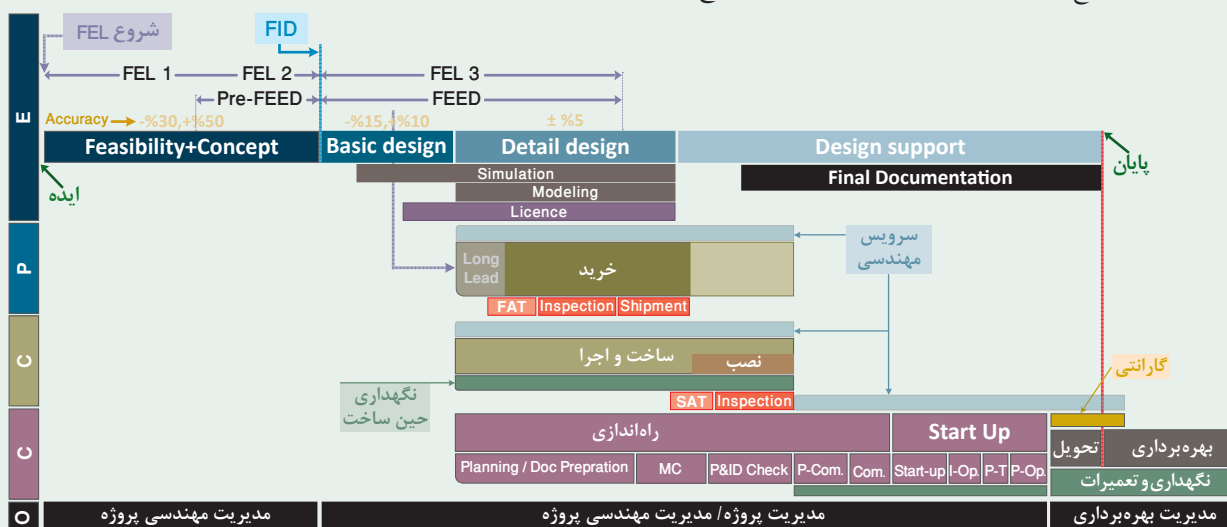 شروع FEL
FID
FEL 1
FEL 2
FEL 3
Pre-FEED
FEED
Accuracy
-%30,+%50
-%15,+%10
± %5
E
Feasibility+Concept
Basic design
Detail design
Design support
ایده
پایان
Simulation
Final Documentation
Modeling
Licence
P
سرویس
مهندسی
Long
Lead
خرید
FAT
Inspection
Shipment
C
ساخت و اجرا
نصب
نگهداری
حین ساخت
گارانتی
SAT
Inspection
C
راه‌اندازی
Start Up
تحویل
بهره‌برداری
Planning / Doc Prepration
MC
P&ID Check
P-Com.
Com.
Start-up
I-Op.
P-T
P-Op.
نگهداری و تعمیرات
O
مدیریت مهندسی پروژه
مدیریت پروژه/ مدیریت مهندسی پروژه
مدیریت بهره‌برداری